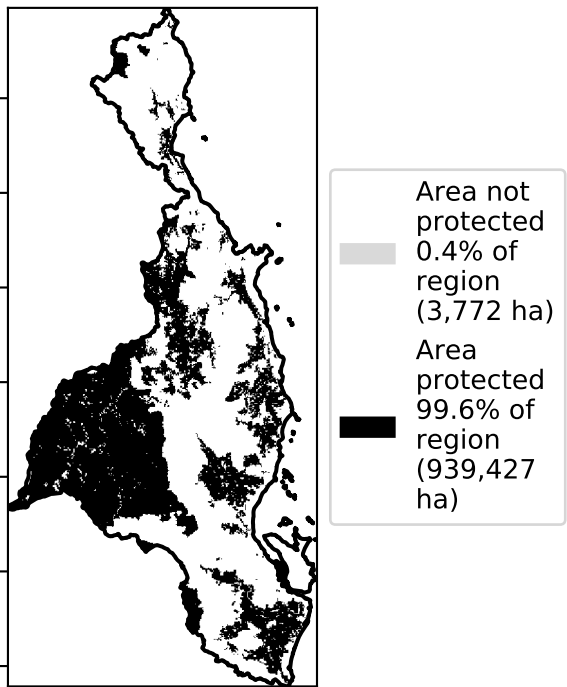 Area not
protected
0.4% of
region
(3,772 ha)
Area
protected
99.6% of
region
(939,427
ha)